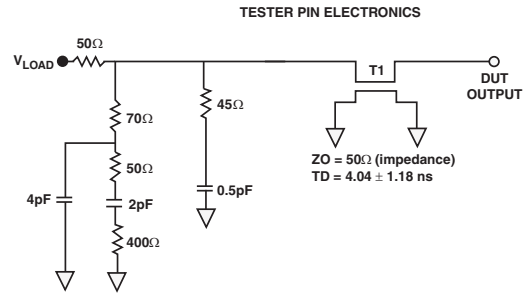 TESTER PIN ELECTRONICS
50Ω
VLOAD
T1
DUT
OUTPUT
70Ω
45Ω
50Ω
4pF
2pF
0.5pF
400Ω
ZO = 50Ω (impedance)
TD = 4.04 ± 1.18 ns